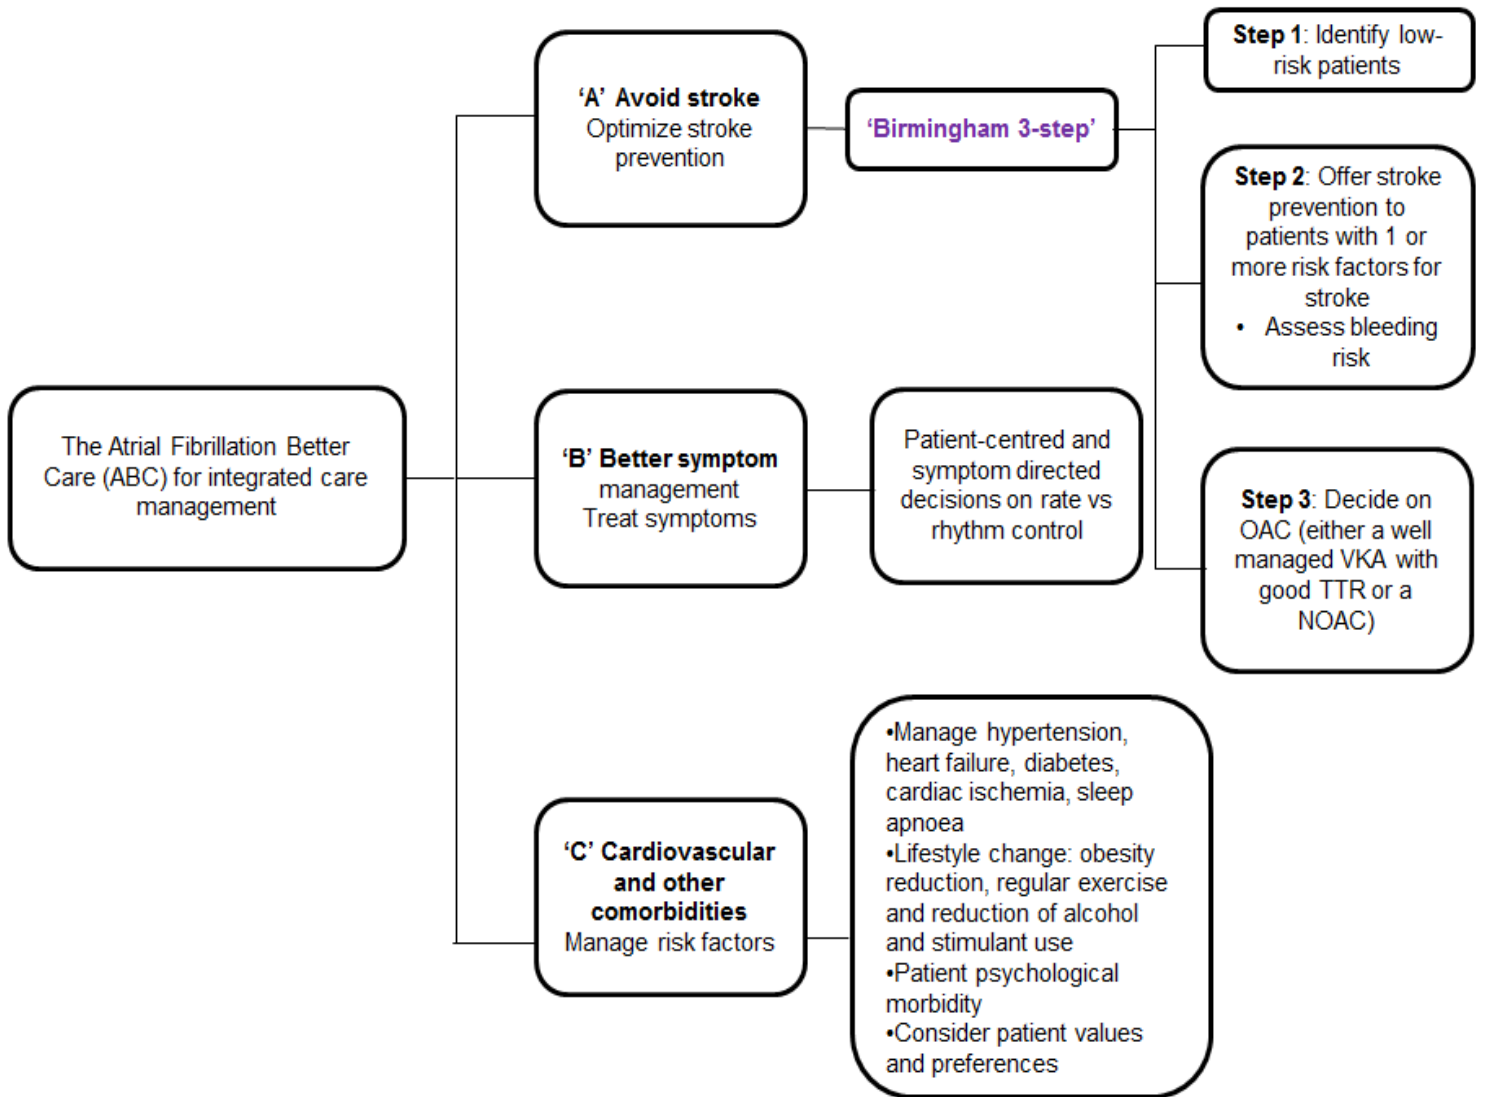 The Atrial Fibrillation Better
Care (ABC) for integrated care
management
‘A’ Avoid stroke
Optimize stroke
prevention
‘Birmingham 3-step’
Step 1: Identify low-
risk patients
Step 2: Offer stroke
prevention to
patients with 1 or
more risk factors for
stroke
• Assess bleeding
risk
Step 3: Decide on
OAC (either a well
managed VKA with
good TTR or a
NOAC)
‘B’ Better symptom
management
Treat symptoms
Patient-centred and
symptom directed
decisions on rate vs
rhythm control
‘C’ Cardiovascular
and other
comorbidities
Manage risk factors
•Manage hypertension,
heart failure, diabetes,
cardiac ischemia, sleep
apnoea
•Lifestyle change: obesity
reduction, regular exercise
and reduction of alcohol
and stimulant use
•Patient psychological
morbidity
•Consider patient values
and preferences